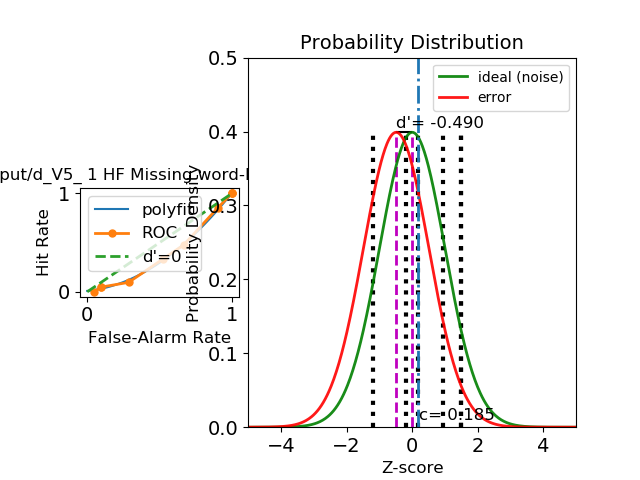 Probability Distribution
put/d_V5_ 1 HF Missing word-
Hit Rate
1
0
polyfit
ROC
d'=0
0
1
False-Alarm Rate
Probability Density
0.5
0.4
0.3
0.2
0.1
0.0
ideal (noise)
error
d'= -0.490
c= 0.185
−4
−2
0
2
4
Z-score